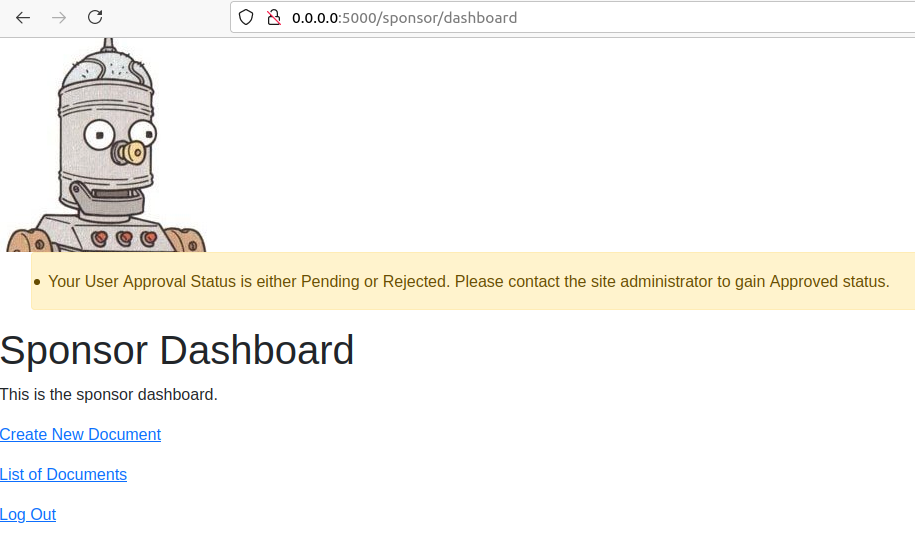 0.0.0.0:5000/sponsor/dashboard
Your User Approval Status is either Pending or Rejected. Please contact the site administrator to gain Approved status.
Sponsor Dashboard
This is the sponsor dashboard.
Create New Document
List of Documents
Log Out